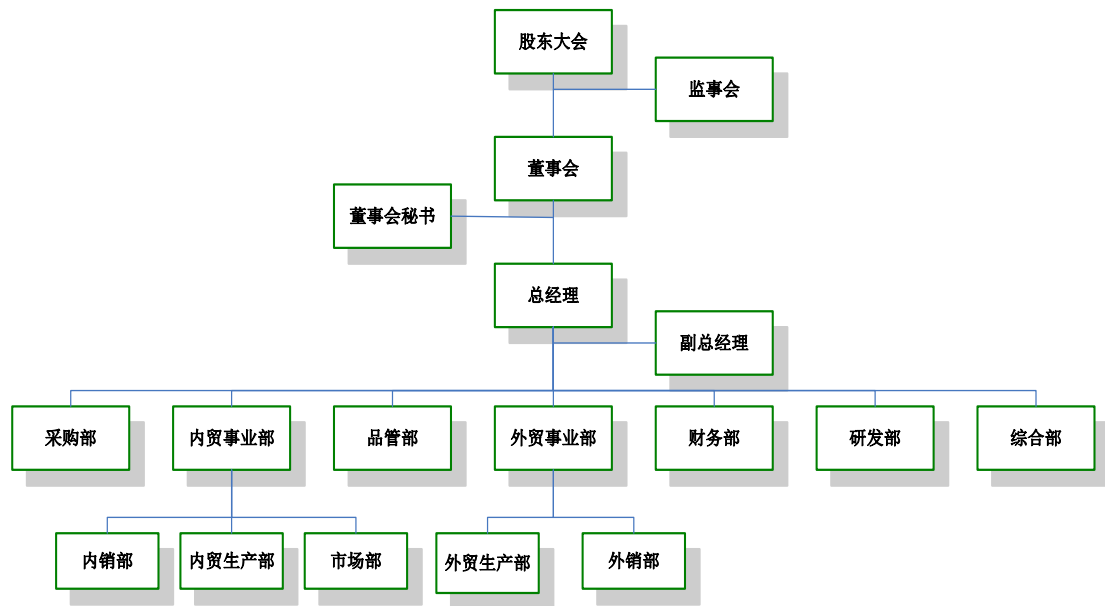 股东大会
监事会
董事会
董事会秘书
总经理
副总经理
采购部
内贸事业部
品管部
外贸事业部
财务部
研发部
综合部
内销部
内贸生产部
市场部
外贸生产部
外销部